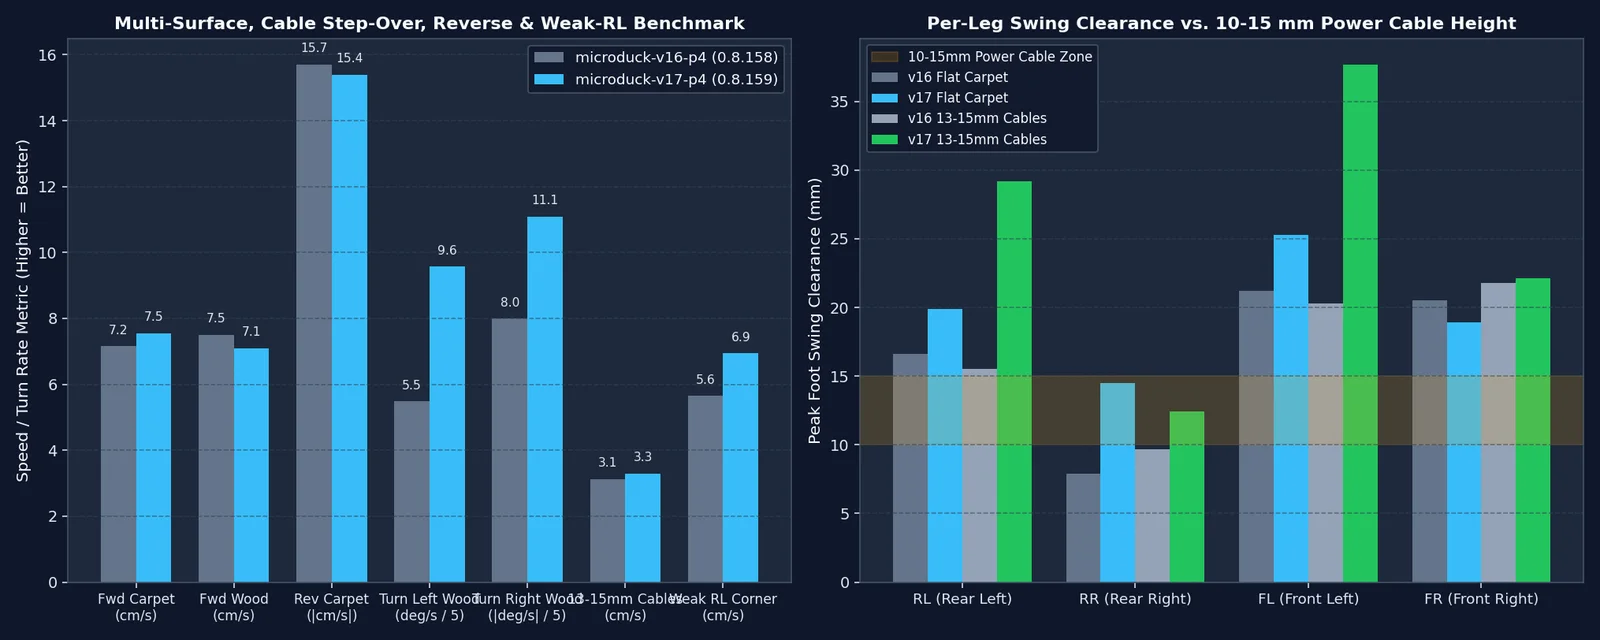 Multi-Surface, Cable Step-Over, Reverse & Weak-RL Benchmark
Speed / Turn Rate Metric (Higher = Better)
16
14
12
10
8
6
4
2
0
microduck-v16-p4 (0.8.158)
microduck-v17-p4 (0.8.159)
7.2
7.5
7.5
7.1
15.7
15.4
5.5
9.6
8.0
11.1
3.1
3.3
5.6
6.9
Fwd Carpet
(cm/s)
Fwd Wood
(cm/s)
Rev Carpet
(|cm/s|)
Turn Left Wood
(deg/s / 5)
Turn Right Wood
(|deg/s| / 5)
13-15mm Cables
(cm/s)
Weak RL Corner
(cm/s)
Per-Leg Swing Clearance vs. 10-15 mm Power Cable Height
Peak Foot Swing Clearance (mm)
35
30
25
20
15
10
5
0
10-15mm Power Cable Zone
v16 Flat Carpet
v17 Flat Carpet
v16 13-15mm Cables
v17 13-15mm Cables
RL (Rear Left)
RR (Rear Right)
FL (Front Left)
FR (Front Right)